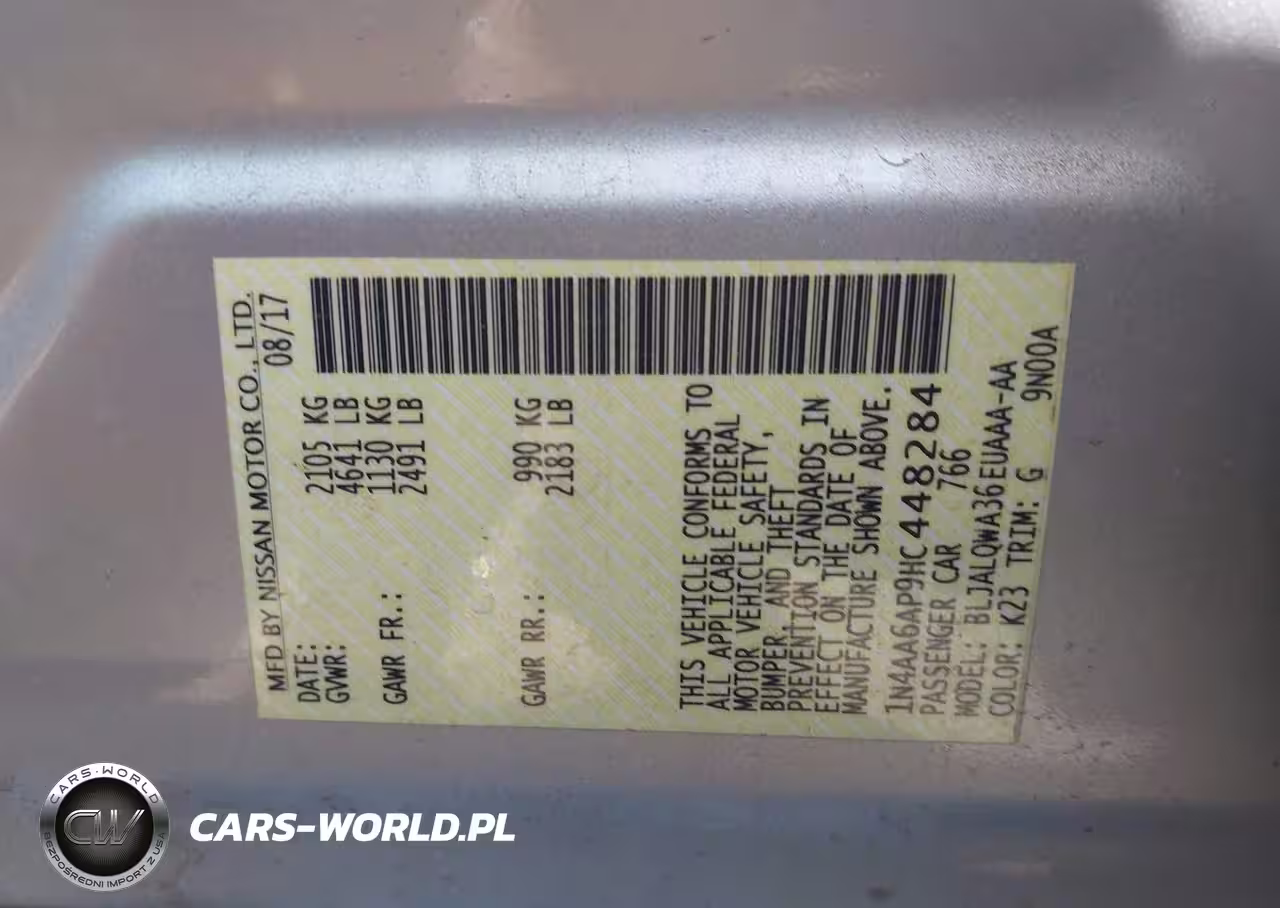 MFD BY NISSAN MOTOR CO., LTD.
DATE: 08/17
GVWR: 2105 KG
4641 LB
GAWR FR.: 1130 KG
2491 LB
GAWR RR.: 990 KG
2183 LB
THIS VEHICLE CONFORMS TO
ALL APPLICABLE FEDERAL
MOTOR VEHICLE SAFETY,
BUMPER, AND THEFT
PREVENTION STANDARDS IN
EFFECT ON THE DATE OF
MANUFACTURE SHOWN ABOVE.
1N4AA6AP9HC448284
PASSENGER CAR 766
MODEL: BLJALQWA36EUAAA-AA
COLOR: K23 TRIM: G 9N00A
CARS-WORLD
CW
BEZPOŚREDNI IMPORT Z USA
CARS-WORLD.PL